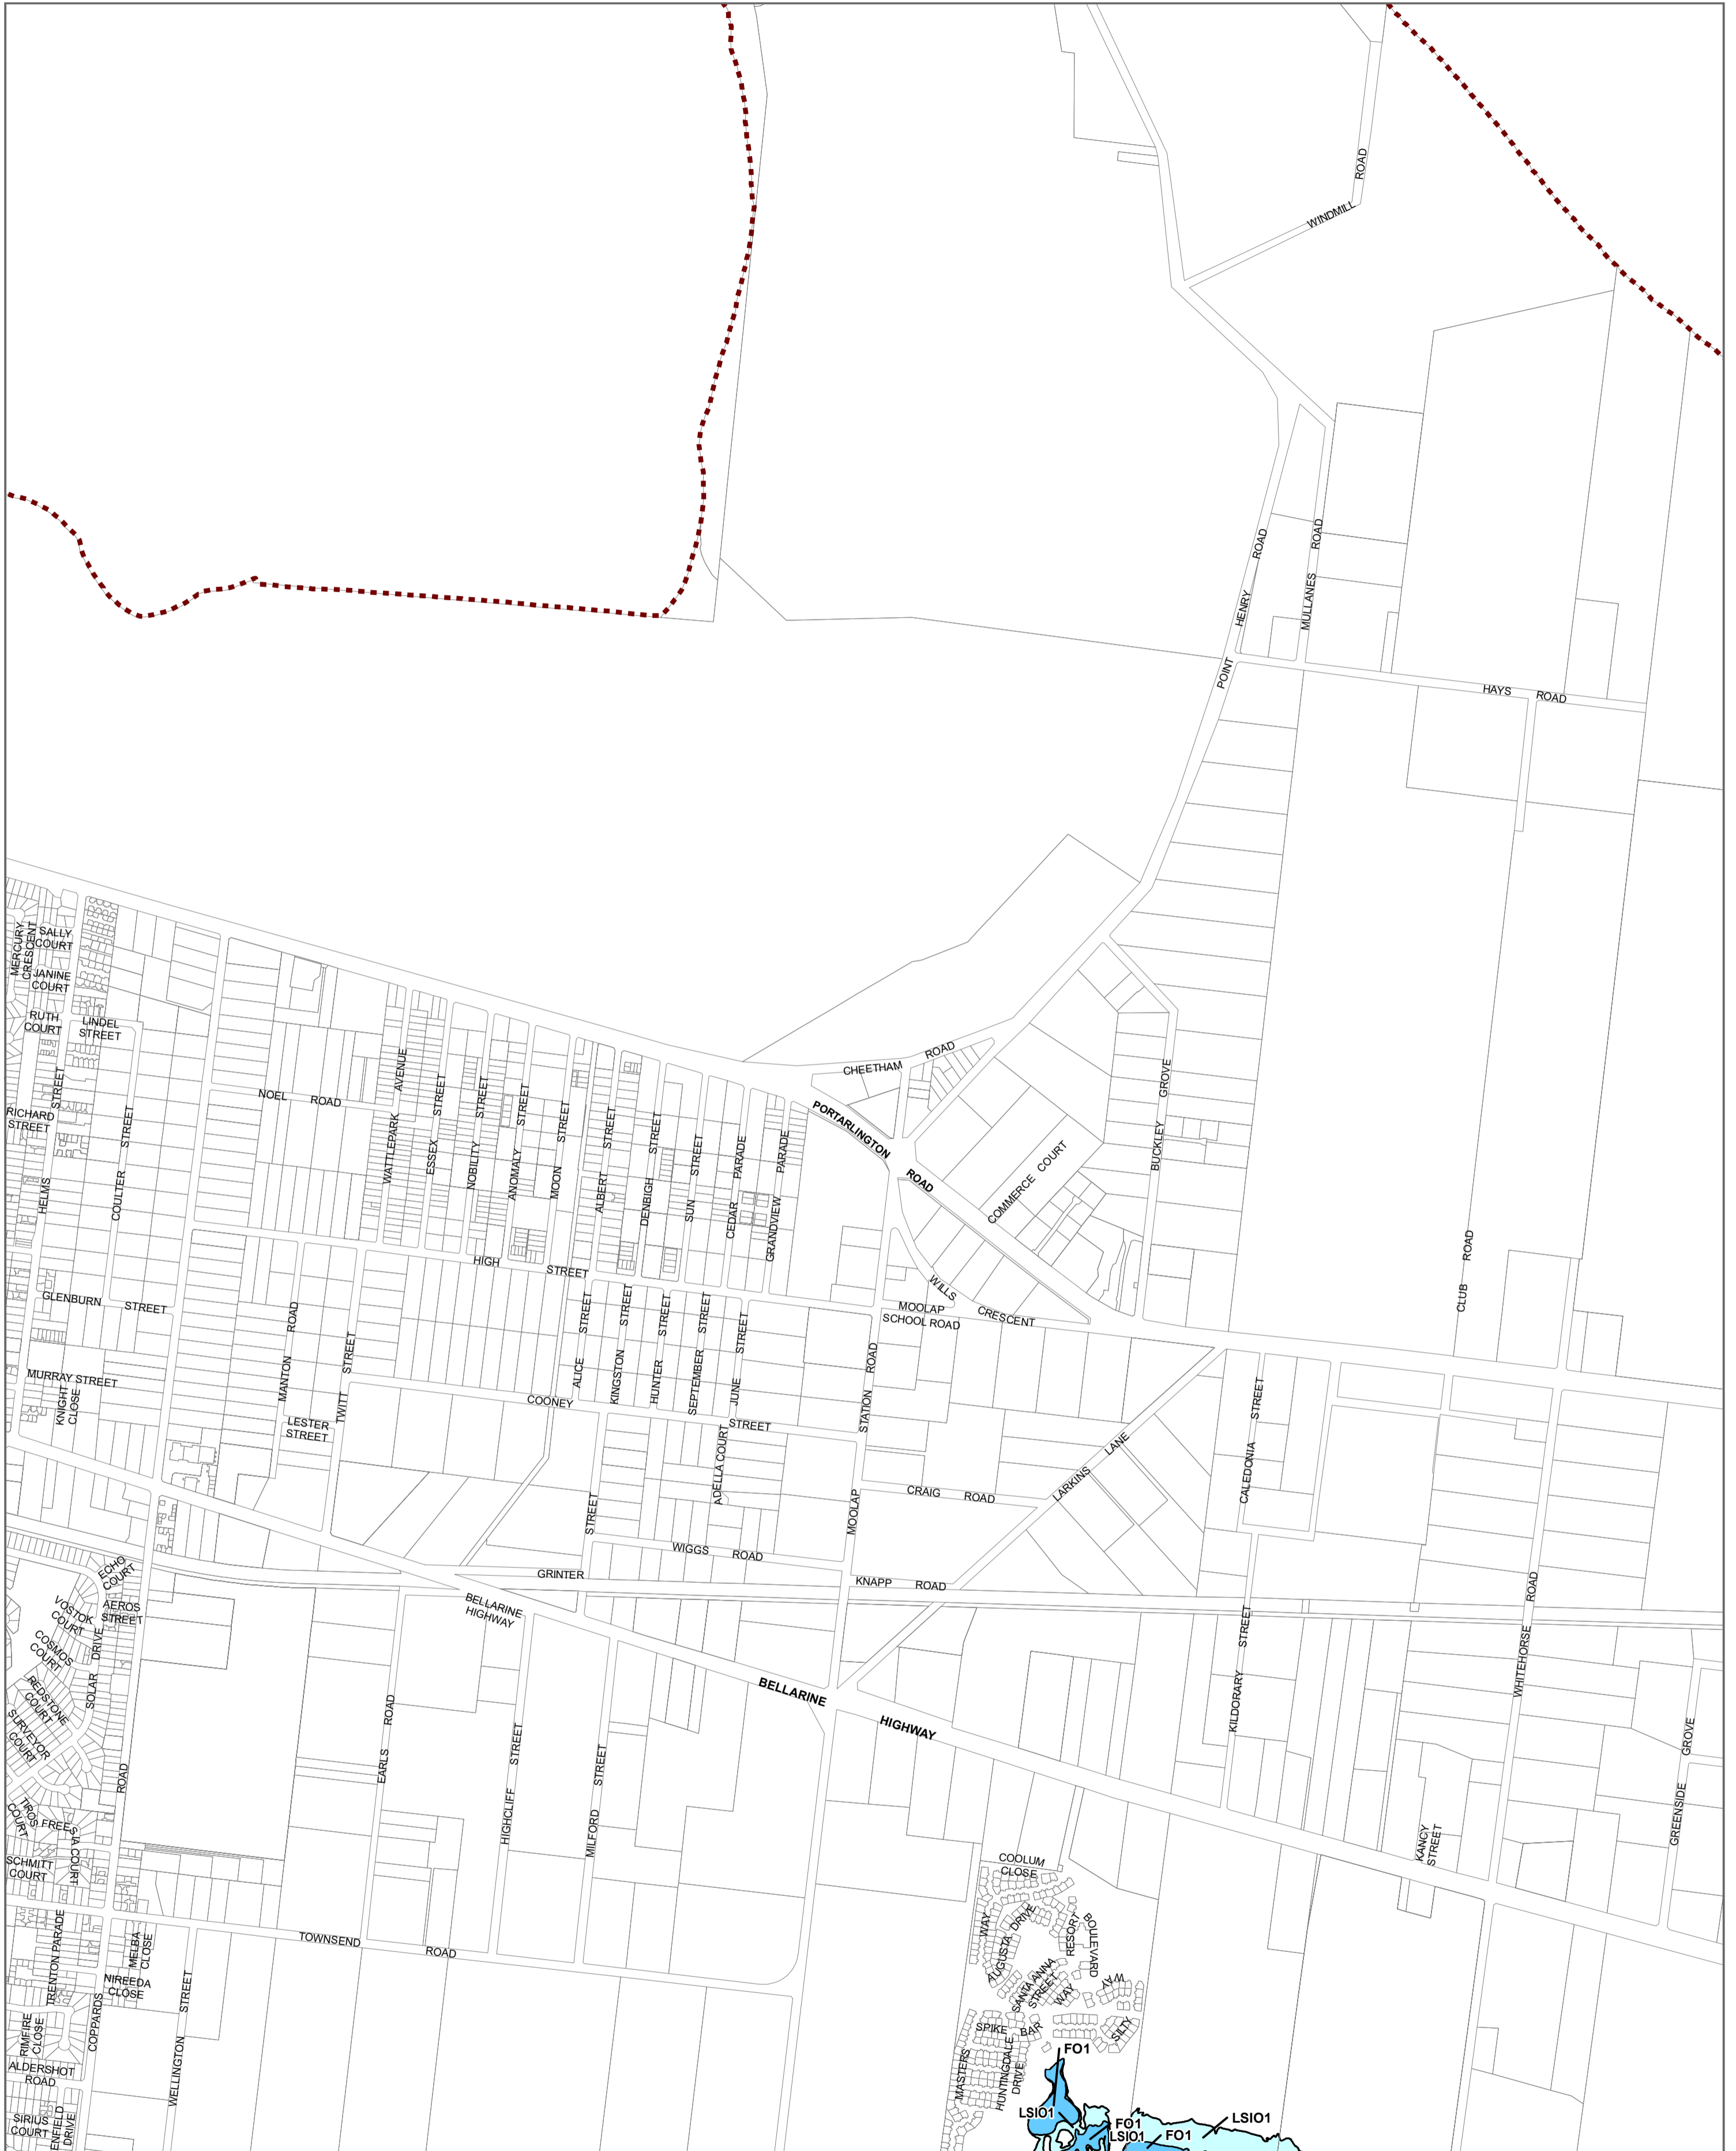 ROAD
WINDMILL
ROAD
HENRY
ROAD
MULLANES
POINT
HAYS ROAD
MERCURY
CRESCENT
SALLY
COURT
JANINE
COURT
RUTH
COURT
LINDEL
STREET
STREET
RICHARD
STREET
HELMS
STREET
COULTER
NOEL ROAD
AVENUE
WATTLEPARK
STREET
ESSEX
STREET
NOBILITY
STREET
ANOMALY
STREET
MOON
STREET
ALBERT
STREET
DENBIGH
STREET
SUN
PARADE
CEDAR
PARADE
GRANDVIEW
CHEETHAM ROAD
PORTARLINGTON
ROAD
COMMERCE COURT
GROVE
BUCKLEY
ROAD
CLUB
HIGH STREET
WILLS
CRESCENT
MOOLAP
SCHOOL ROAD
GLENBURN STREET
ROAD
MANTON
STREET
TWITT
STREET
ALICE
STREET
KINGSTON
STREET
HUNTER
STREET
SEPTEMBER
STREET
JUNE
ROAD
STATION
MOOLAP
MURRAY STREET
KNIGHT
CLOSE
LESTER
STREET
COONEY
STREET
ADELLA COURT
STREET
CRAIG ROAD
LARKINS LANE
STREET
CALEDONIA
WIGGS ROAD
GRINTER
KNAPP ROAD
ECHO
COURT
AEROS
STREET
VOSTOK
COURT
COSMOS
COURT
DRIVE
SOLAR
REDSTONE
COURT
SURVEYOR
COURT
ROAD
BELLARINE
HIGHWAY
BELLARINE
HIGHWAY
ROAD
EARLS
STREET
HIGHCLIFF
STREET
MILFORD
STREET
KILDORARY
ROAD
WHITEHORSE
GROVE
GREENSIDE
KANCY
STREET
TIROS
COURT
FREES
IA COURT
SCHMITT
COURT
COOLUM
CLOSE
WAY
AUGUSTA DRIVE
RESORT
BOULEVARD
SANTA ANNA
STREET
WAY
WAY
TRENTON PARADE
MELBA
CLOSE
NIREEDA
CLOSE
TOWNSEND
ROAD
STREET
WELLINGTON
COPPARDS
RIMFIRE
CLOSE
ALDERSHOT
ROAD
SIRIUS
COURT
ENFIELD
DRIVE
SPIKE
BAR
SILTY
MASTERS
HUNTINGDALE
DRIVE
FO1
LSIO1
FO1
LSIO1
FO1
LSIO1